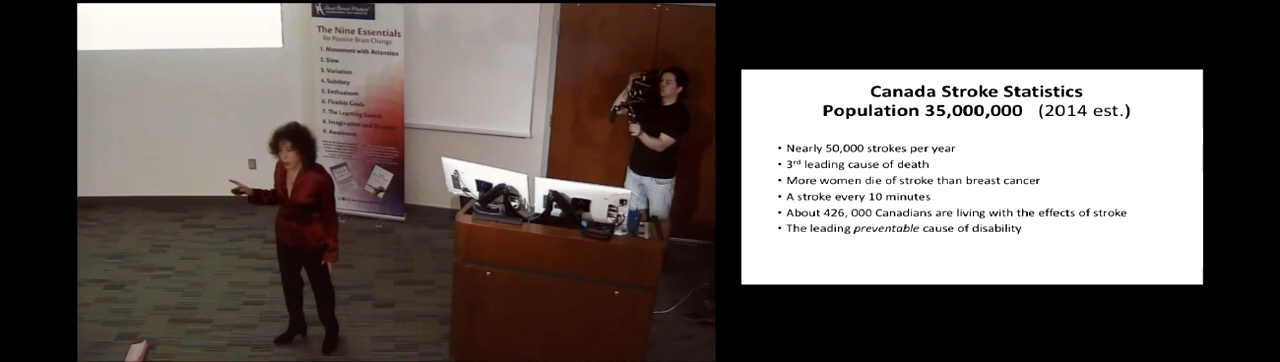 The Nine Essentials
for Positive Brain Change
1. Movement with Attention
2. Slow
3. Variation
4. Subtlety
5. Enthusiasm
6. Flexible Goals
7. The Learning Switch
8. Imagination and
9. Awareness
Canada Stroke Statistics
Population 35,000,000 (2014 est.)
• Nearly 50,000 strokes per year
• 3rd leading cause of death
• More women die of stroke than breast cancer
• A stroke every 10 minutes
• About 426, 000 Canadians are living with the effects of stroke
• The leading preventable cause of disability